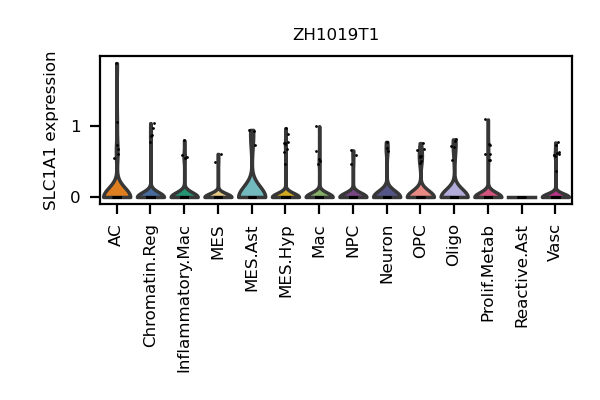 ZH1019T1
SLC1A1 expression
1
0
AC
Chromatin.Reg
Inflammatory.Mac
MES
MES.Ast
MES.Hyp
Mac
NPC
Neuron
OPC
Oligo
Prolif.Metab
Reactive.Ast
Vasc